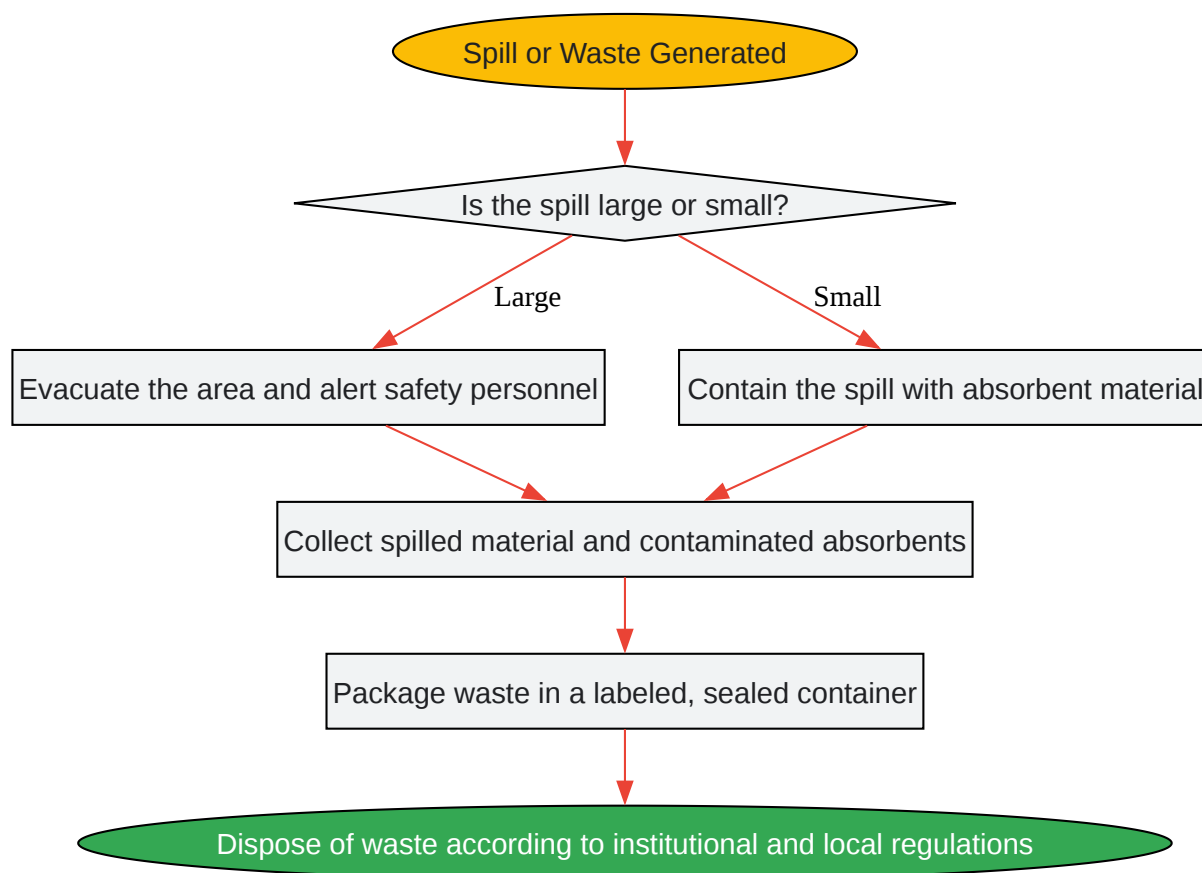 Spill or Waste Generated
Is the spill large or small?
Large
Small
Evacuate the area and alert safety personnel
Contain the spill with absorbent material
Collect spilled material and contaminated absorbents
Package waste in a labeled, sealed container
Dispose of waste according to institutional and local regulations